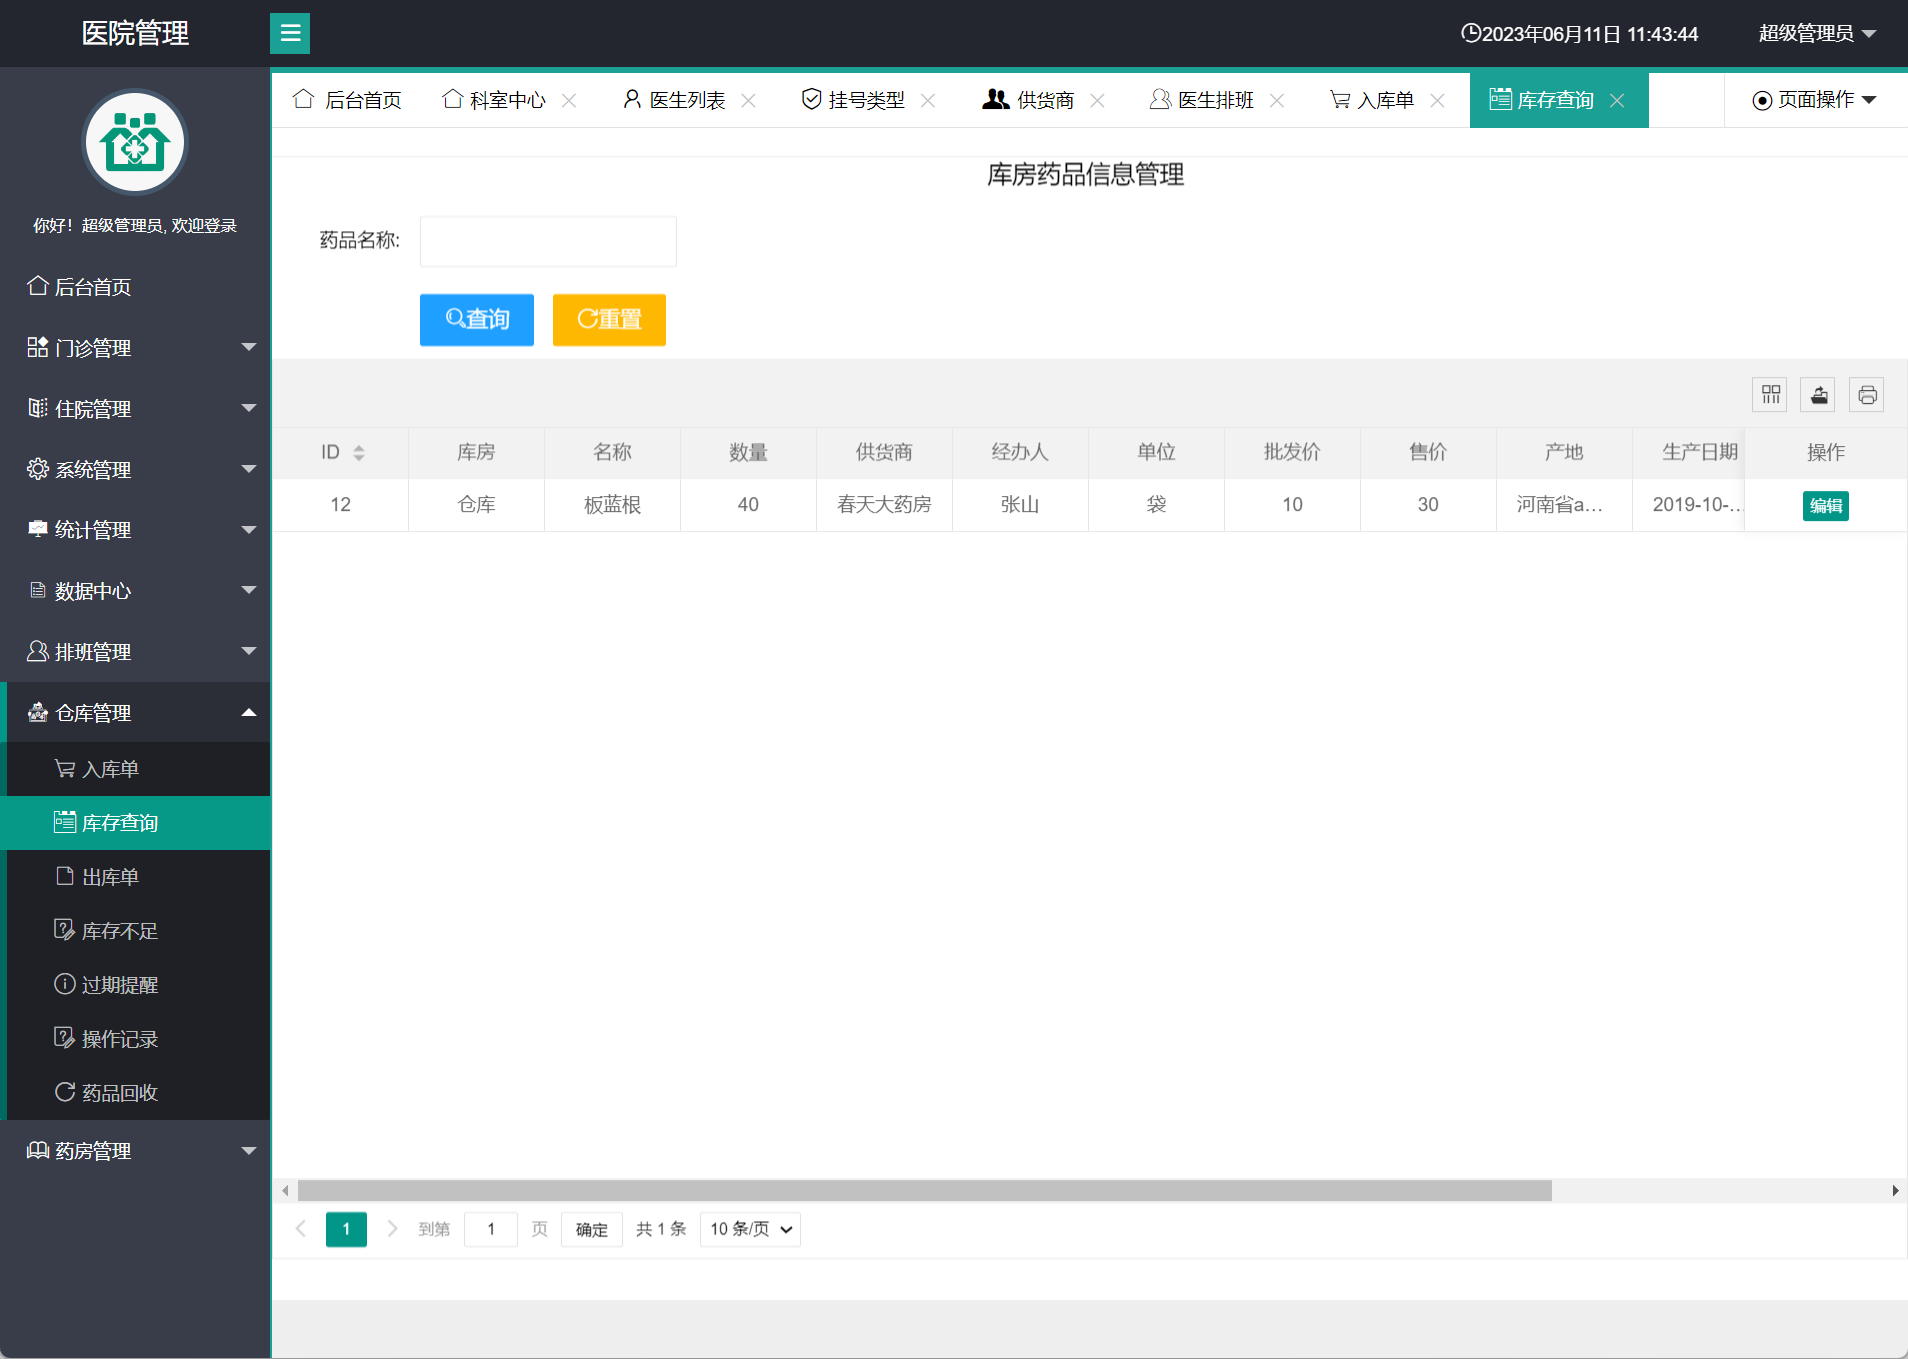 医院管理
2023年06月11日 11:43:44
超级管理员
后台首页
科室中心
医生列表
挂号类型
供货商
医生排班
入库单
库存查询
页面操作
你好！超级管理员, 欢迎登录
后台首页
门诊管理
住院管理
系统管理
统计管理
数据中心
排班管理
仓库管理
入库单
库存查询
出库单
库存不足
过期提醒
操作记录
药品回收
药房管理
库房药品信息管理
药品名称:
查询
重置
ID 库房 名称 数量 供货商 经办人 单位 批发价 售价 产地 生产日期 操作
12 仓库 板蓝根 40 春天大药房 张山 袋 10 30 河南省a... 2019-10-... 编辑
1 到第 1 页 确定 共 1 条 10 条/页